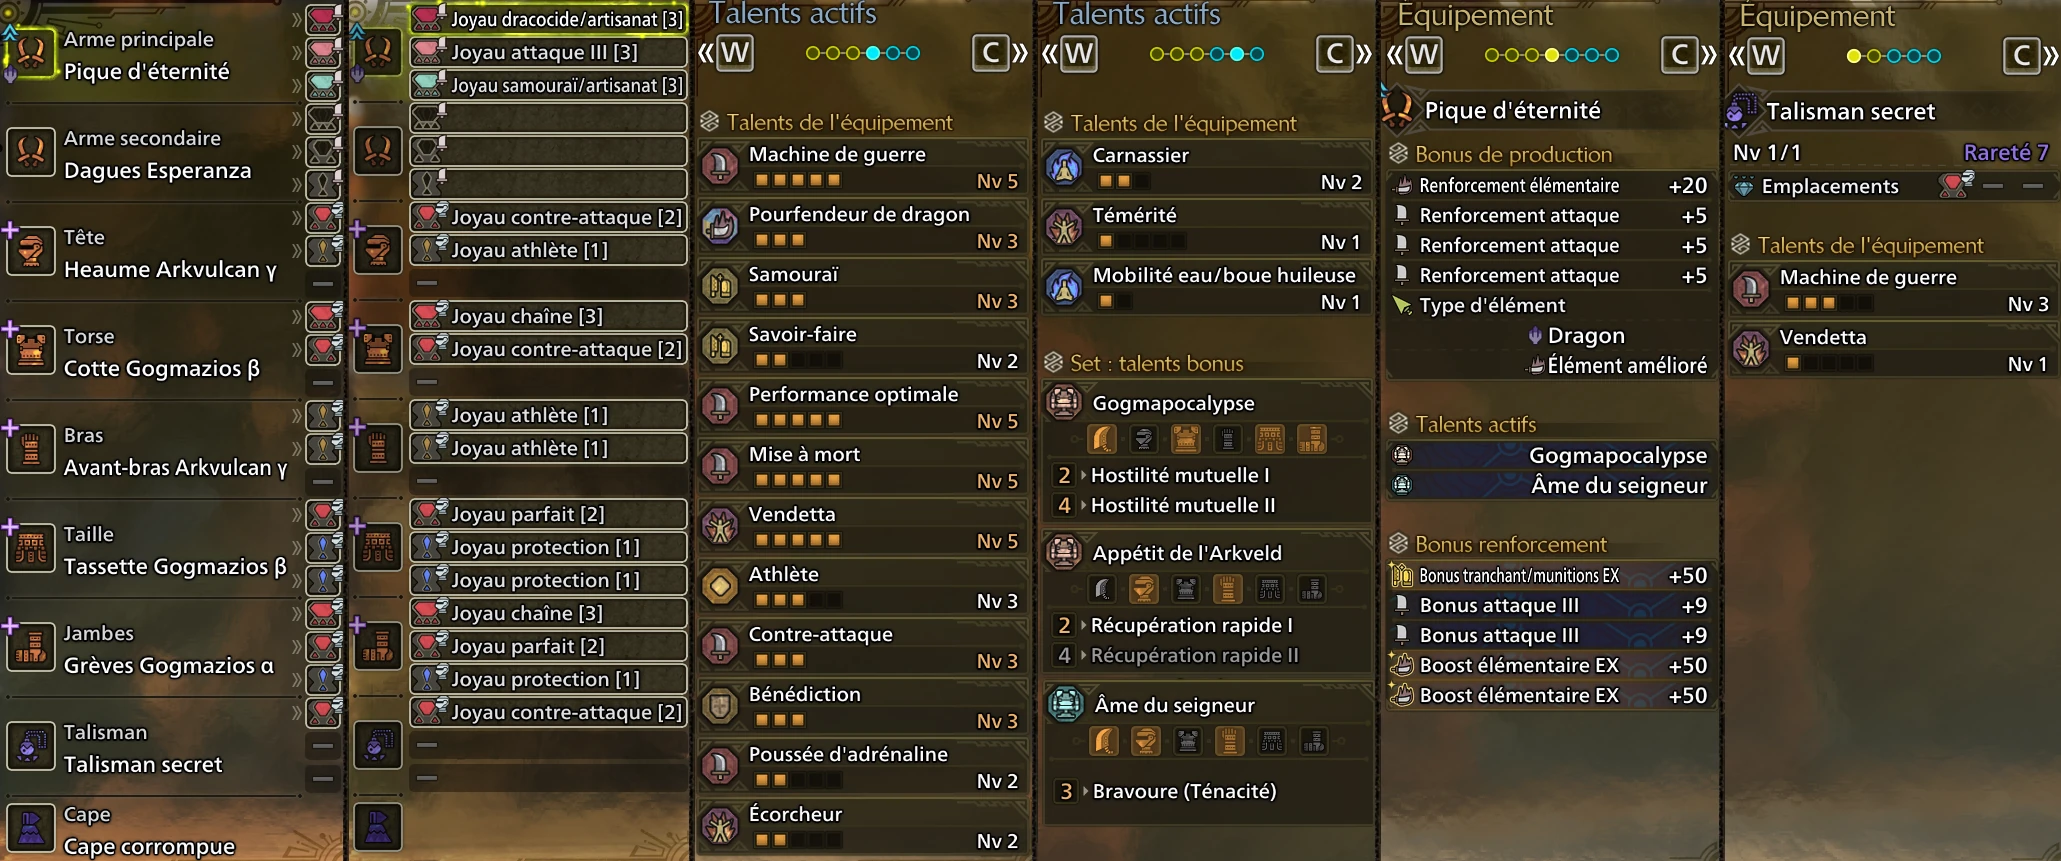 Arme principale
Pique d'éternité
Arme secondaire
Dagues Esperanza
Tête
Heaume Arkvulcan γ
Torse
Cotte Gogmazios β
Bras
Avant-bras Arkvulcan γ
Taille
Tassette Gogmazios β
Jambes
Grèves Gogmazios α
Talisman
Talisman secret
Cape
Cape corrompue
Joyau dracocide/artisanat [3]
Joyau attaque III [3]
Joyau samouraï/artisanat [3]
Joyau contre-attaque [2]
Joyau athlète [1]
Joyau chaîne [3]
Joyau contre-attaque [2]
Joyau athlète [1]
Joyau athlète [1]
Joyau parfait [2]
Joyau protection [1]
Joyau protection [1]
Joyau chaîne [3]
Joyau parfait [2]
Joyau protection [1]
Joyau contre-attaque [2]
Talents actifs
W C
Talents de l'équipement
Machine de guerre
Nv 5
Pourfendeur de dragon
Nv 3
Samouraï
Nv 3
Savoir-faire
Nv 2
Performance optimale
Nv 5
Mise à mort
Nv 5
Vendetta
Nv 5
Athlète
Nv 3
Contre-attaque
Nv 3
Bénédiction
Nv 3
Poussée d'adrénaline
Nv 2
Écorcheur
Nv 2
Talents actifs
W C
Talents de l'équipement
Carnassier
Nv 2
Témérité
Nv 1
Mobilité eau/boue huileuse
Nv 1
Set : talents bonus
Gogmapocalypse
2 Hostilité mutuelle I
4 Hostilité mutuelle II
Appétit de l'Arkveld
2 Récupération rapide I
4 Récupération rapide II
Âme du seigneur
3 Bravoure (Ténacité)
Équipement
W C
Pique d'éternité
Bonus de production
Renforcement élémentaire +20
Renforcement attaque +5
Renforcement attaque +5
Renforcement attaque +5
Type d'élément
Dragon
Élément amélioré
Talents actifs
Gogmapocalypse
Âme du seigneur
Bonus renforcement
Bonus tranchant/munitions EX +50
Bonus attaque III +9
Bonus attaque III +9
Boost élémentaire EX +50
Boost élémentaire EX +50
Équipement
W C
Talisman secret
Nv 1/1 Rareté 7
Emplacements
Talents de l'équipement
Machine de guerre
Nv 3
Vendetta
Nv 1